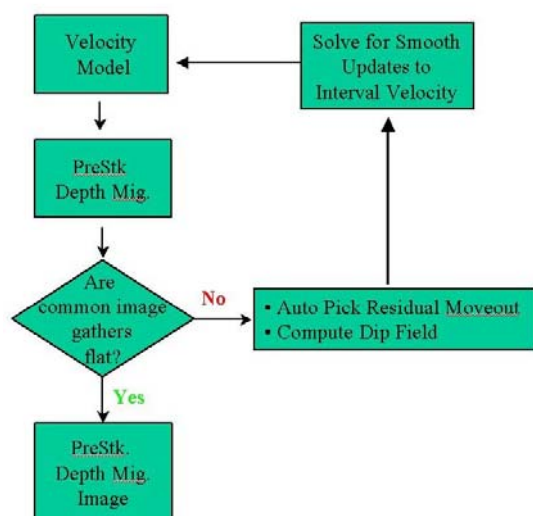 Velocity
Model
Solve for Smooth
Updates to
Interval Velocity
PreStk
Depth Mig.
Are
common image
gathers
flat?
No
• Auto Pick Residual Moveout
• Compute Dip Field
Yes
PreStk.
Depth Mig.
Image